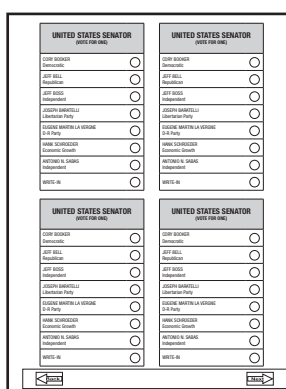 UNITED STATES SENATOR
(VOTE FOR ONE)
CORY BOOKER
Democratic
JEFF BELL
Republican
JEFF BOSS
Independent
JOSEPH BARATELLI
Libertarian Party
EUGENE MARTIN LA VERGNE
D-R Party
HANK SCHROEDER
Economic Growth
ANTONIO N. SABAS
Independent
WRITE-IN
UNITED STATES SENATOR
(VOTE FOR ONE)
CORY BOOKER
Democratic
JEFF BELL
Republican
JEFF BOSS
Independent
JOSEPH BARATELLI
Libertarian Party
EUGENE MARTIN LA VERGNE
D-R Party
HANK SCHROEDER
Economic Growth
ANTONIO N. SABAS
Independent
WRITE-IN
UNITED STATES SENATOR
(VOTE FOR ONE)
CORY BOOKER
Democratic
JEFF BELL
Republican
JEFF BOSS
Independent
JOSEPH BARATELLI
Libertarian Party
EUGENE MARTIN LA VERGNE
D-R Party
HANK SCHROEDER
Economic Growth
ANTONIO N. SABAS
Independent
WRITE-IN
UNITED STATES SENATOR
(VOTE FOR ONE)
CORY BOOKER
Democratic
JEFF BELL
Republican
JEFF BOSS
Independent
JOSEPH BARATELLI
Libertarian Party
EUGENE MARTIN LA VERGNE
D-R Party
HANK SCHROEDER
Economic Growth
ANTONIO N. SABAS
Independent
WRITE-IN
Back
Next